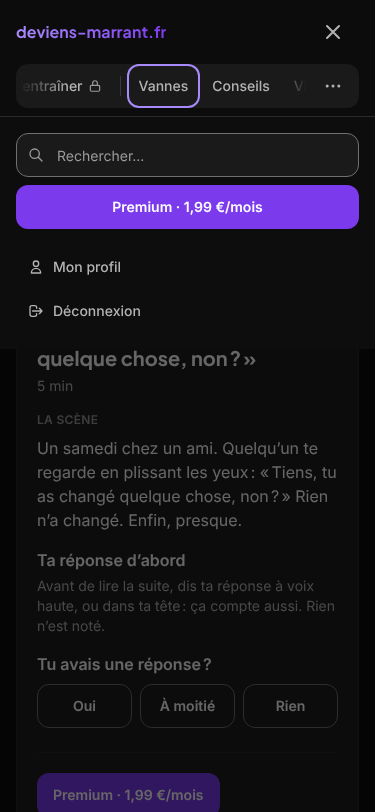 deviens-marrant.fr
entraîner
Vannes
Conseils
Rechercher...
Premium · 1,99 €/mois
Mon profil
Déconnexion
quelque chose, non ? »
5 min
LA SCÈNE
Un samedi chez un ami. Quelqu’un te
regarde en plissant les yeux : « Tiens, tu
as changé quelque chose, non ? » Rien
n’a changé. Enfin, presque.
Ta réponse d’abord
Avant de lire la suite, dis ta réponse à voix
haute, ou dans ta tête : ça compte aussi. Rien
n’est noté.
Tu avais une réponse ?
Oui
À moitié
Rien
Premium · 1,99 €/mois